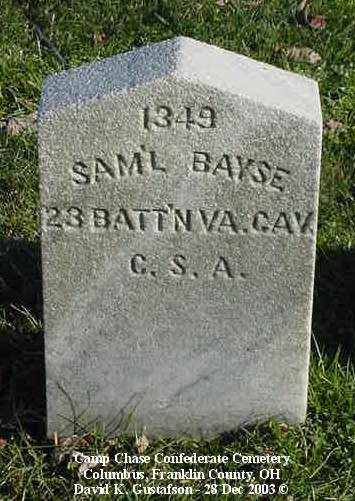 1349
SAM'L BAYSE
23 BATT'N VA. CAV.
C. S. A.
Camp Chase Confederate Cemetery
Columbus, Franklin County, OH
David K. Gustafson - 28 Dec 2003 ©